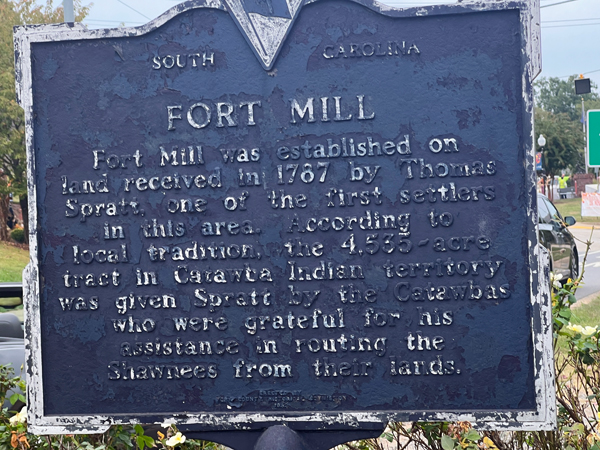 SOUTH CAROLINA
FORT MILL
Fort Mill was established on
land received in 1787 by Thomas
Spratt, one of the first settlers
in this area. According to
local tradition, the 4,535-acre
tract in Catawba Indian territory
was given Spratt by the Catawbas
who were grateful for his
assistance in routing the
Shawnees from their lands.